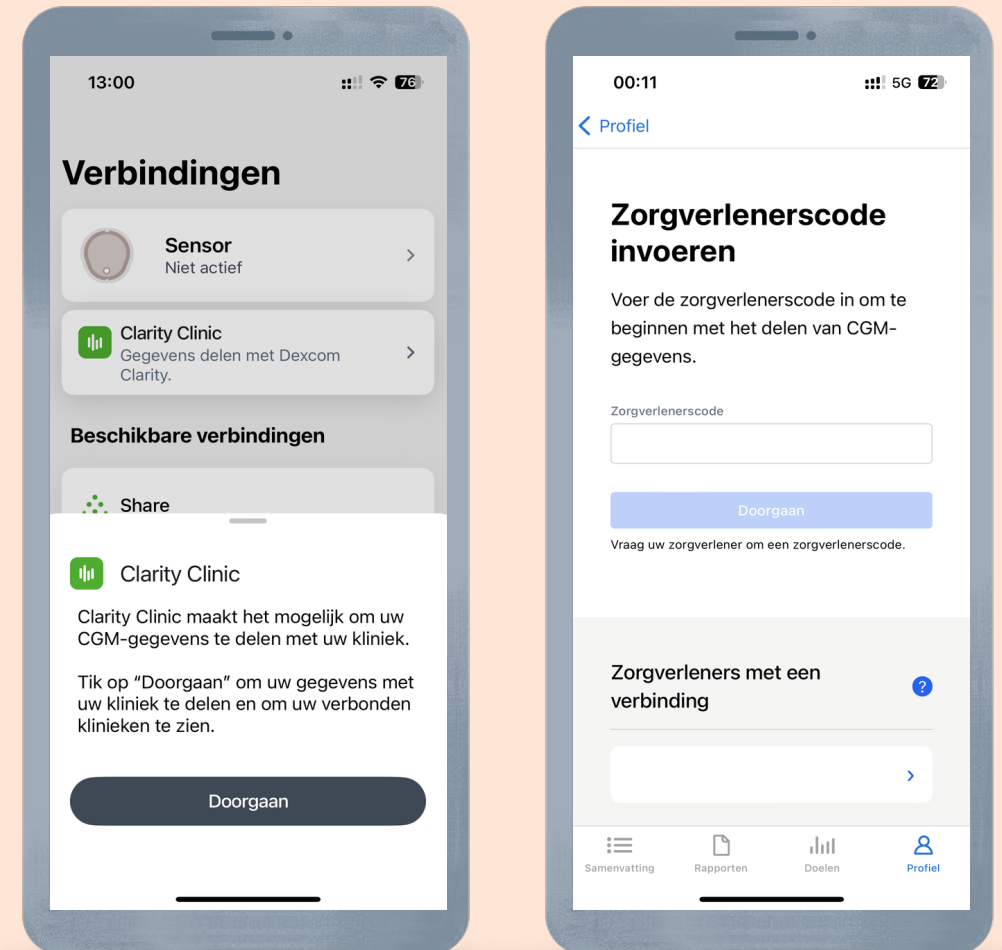 13:00
76
Verbindingen
Sensor
Niet actief
Clarity Clinic
Gegevens delen met Dexcom
Clarity.
Beschikbare verbindingen
Share
Clarity Clinic
Clarity Clinic maakt het mogelijk om uw
CGM-gegevens te delen met uw kliniek.
Tik op “Doorgaan” om uw gegevens met
uw kliniek te delen en om uw verbonden
klinieken te zien.
Doorgaan
00:11
5G 72
Profiel
Zorgverlenerscode
invoeren
Voer de zorgverlenerscode in om te
beginnen met het delen van CGM-
gegevens.
Zorgverlenerscode
Doorgaan
Vraag uw zorgverlener om een zorgverlenerscode.
Zorgverleners met een
verbinding
?
Samenvatting
Rapporten
Doelen
Profiel